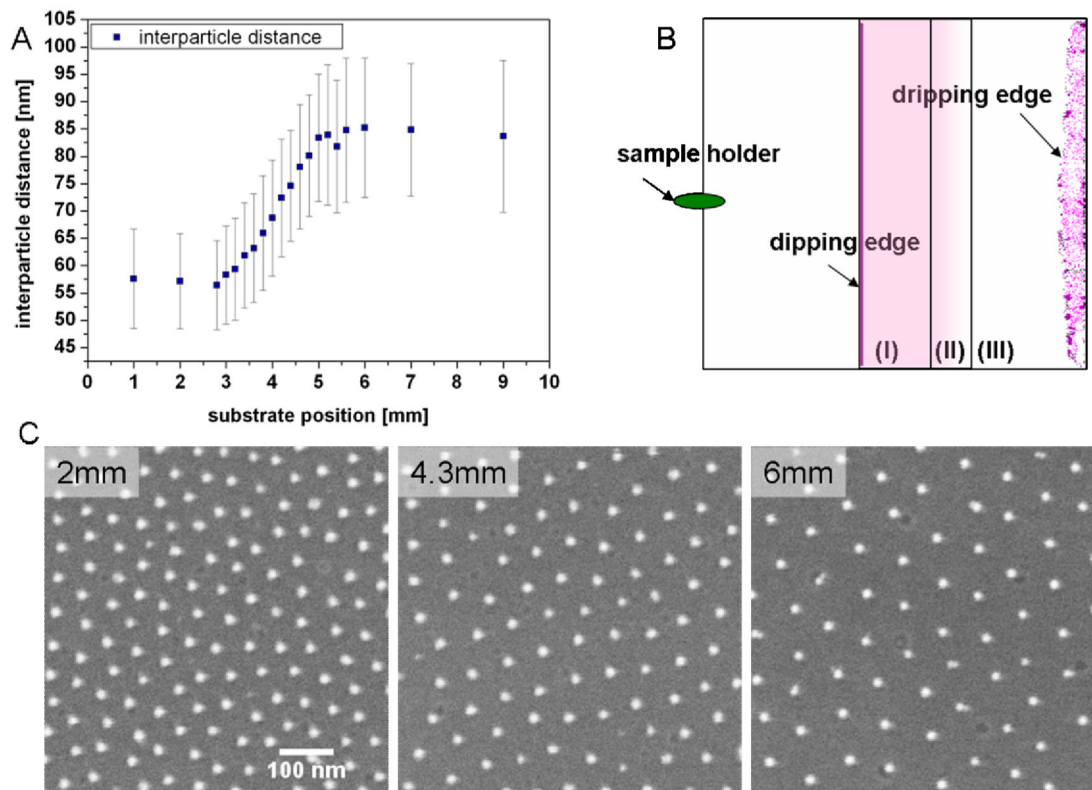 A
interparticle distance
105
100
95
90
85
80
75
70
65
60
55
50
45
interparticle distance [nm]
0 1 2 3 4 5 6 7 8 9 10
substrate position [mm]
B
dripping edge
sample holder
dipping edge
(I) (II) (III)
C
2mm 4.3mm 6mm
100 nm